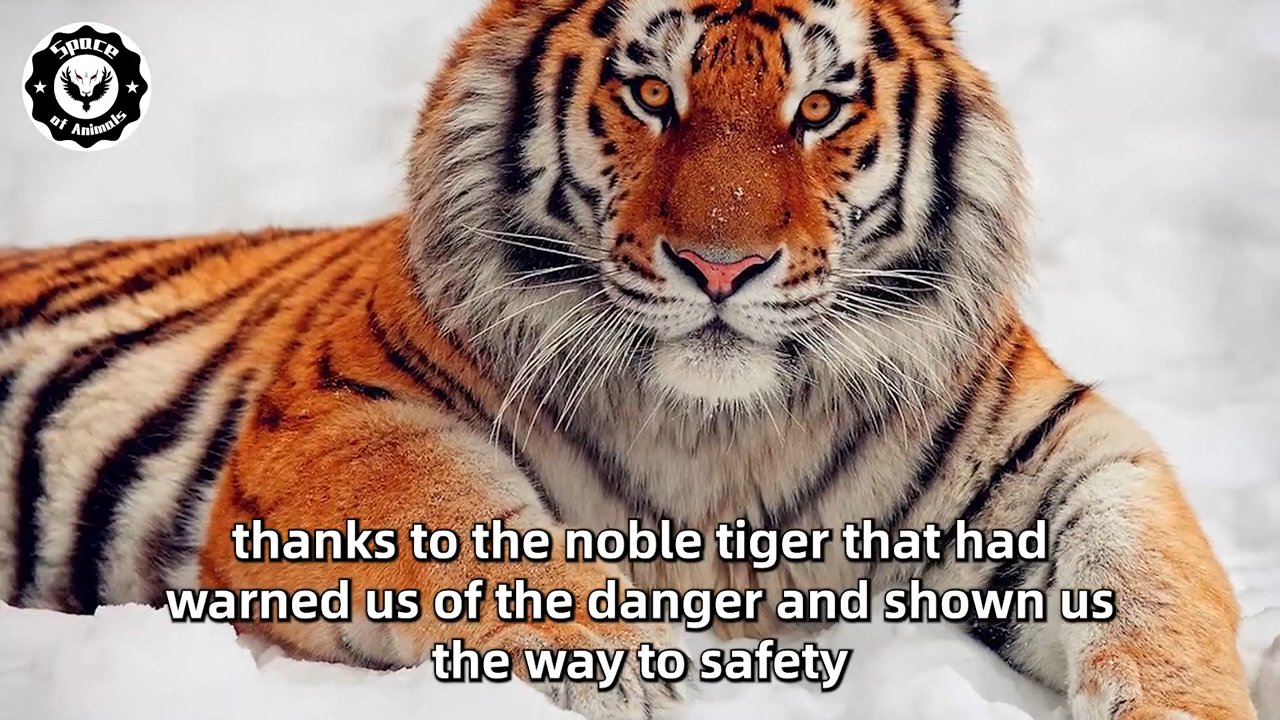 Space
of Animals
thanks to the noble tiger that had
warned us of the danger and shown us
the way to safety